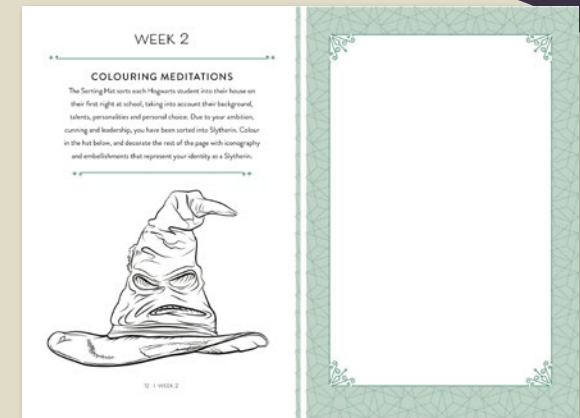 WEEK 2
COLOURING MEDITATIONS
The Sorting Hat sorts each Hogwarts student into their house on
their first night at school, taking into account their background,
talents, personalities and personal choice. Due to your ambition,
cunning and leadership, you have been sorted into Slytherin. Colour
in the hat below, and decorate the rest of the page with iconography
and embellishments that represent your identity as a Slytherin.
12 | WEEK 2